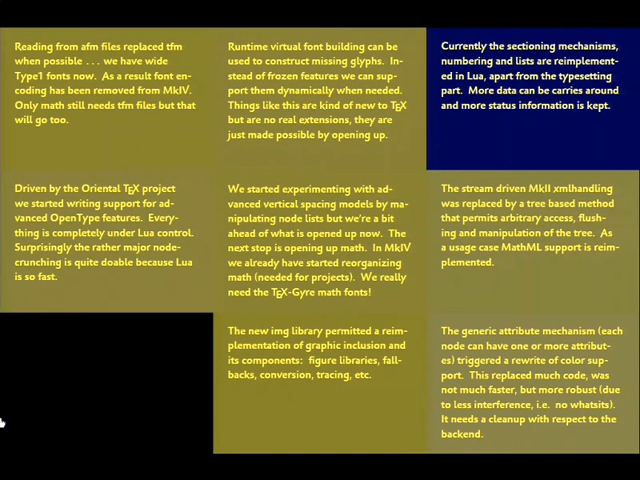 Reading from afm files replaced tfm
when possible ... we have wide
Type1 fonts now. As a result font en-
coding has been removed from MkIV.
Only math still needs tfm files but that
will go too.
Runtime virtual font building can be
used to construct missing glyphs. In-
stead of frozen features we can sup-
port them dynamically when needed.
Things like this are kind of new to TEX
but are no real extensions, they are
just made possible by opening up.
Currently the sectioning mechanisms,
numbering and lists are reimplement-
ed in Lua, apart from the typesetting
part. More data can be carries around
and more status information is kept.
Driven by the Oriental TEX project
we started writing support for ad-
vanced OpenType features. Every-
thing is completely under Lua control.
Surprisingly the rather major node-
crunching is quite doable because Lua
is so fast.
We started experimenting with ad-
vanced vertical spacing models by ma-
nipulating node lists but we're a bit
ahead of what is opened up now. The
next stop is opening up math. In MkIV
we already have started reorganizing
math (needed for projects). We really
need the TEX-Gyre math fonts!
The stream driven MkII xmlhandling
was replaced by a tree based method
that permits arbitrary access, flush-
ing and manipulation of the tree. As
a usage case MathML support is reim-
plemented.
The new img library permitted a reim-
plementation of graphic inclusion and
its components: figure libraries, fall-
backs, conversion, tracing, etc.
The generic attribute mechanism (each
node can have one or more attribut-
es) triggered a rewrite of color sup-
port. This replaced much code, was
not much faster, but more robust (due
to less interference, i.e. no whatsits).
It needs a cleanup with respect to the
backend.